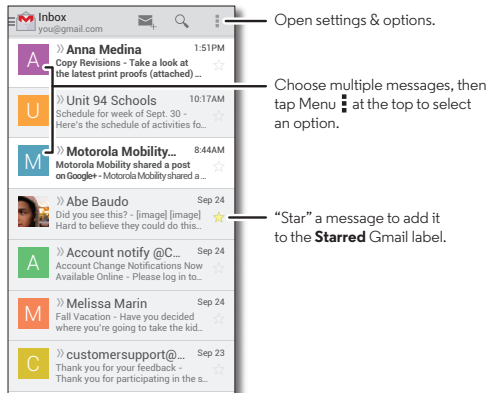 Inbox
you@gmail.com
Open settings & options.
A
Anna Medina 1:51PM
Copy Revisions - Take a look at
the latest print proofs (attached) ...
U
Unit 94 Schools 10:17AM
Schedule for week of Sept. 30 -
Here's the schedule of activities fo...
Choose multiple messages, then
tap Menu at the top to select
an option.
M
Motorola Mobility... 8:44AM
Motorola Mobility shared a post
on Google+ - Motorola Mobility shared a ...
Abe Baudo Sep 24
Did you see this? - [image] [image]
Hard to believe they could do this..
"Star" a message to add it
to the Starred Gmail label.
A
Account notify @C... Sep 24
Account Change Notifications Now
Available Online - Please log in to..
M
Melissa Marin Sep 24
Fall Vacation - Have you decided
where you're going to take the kid..
C
customersupport@... Sep 23
Thank you for your feedback -
Thank you for participating in the s..